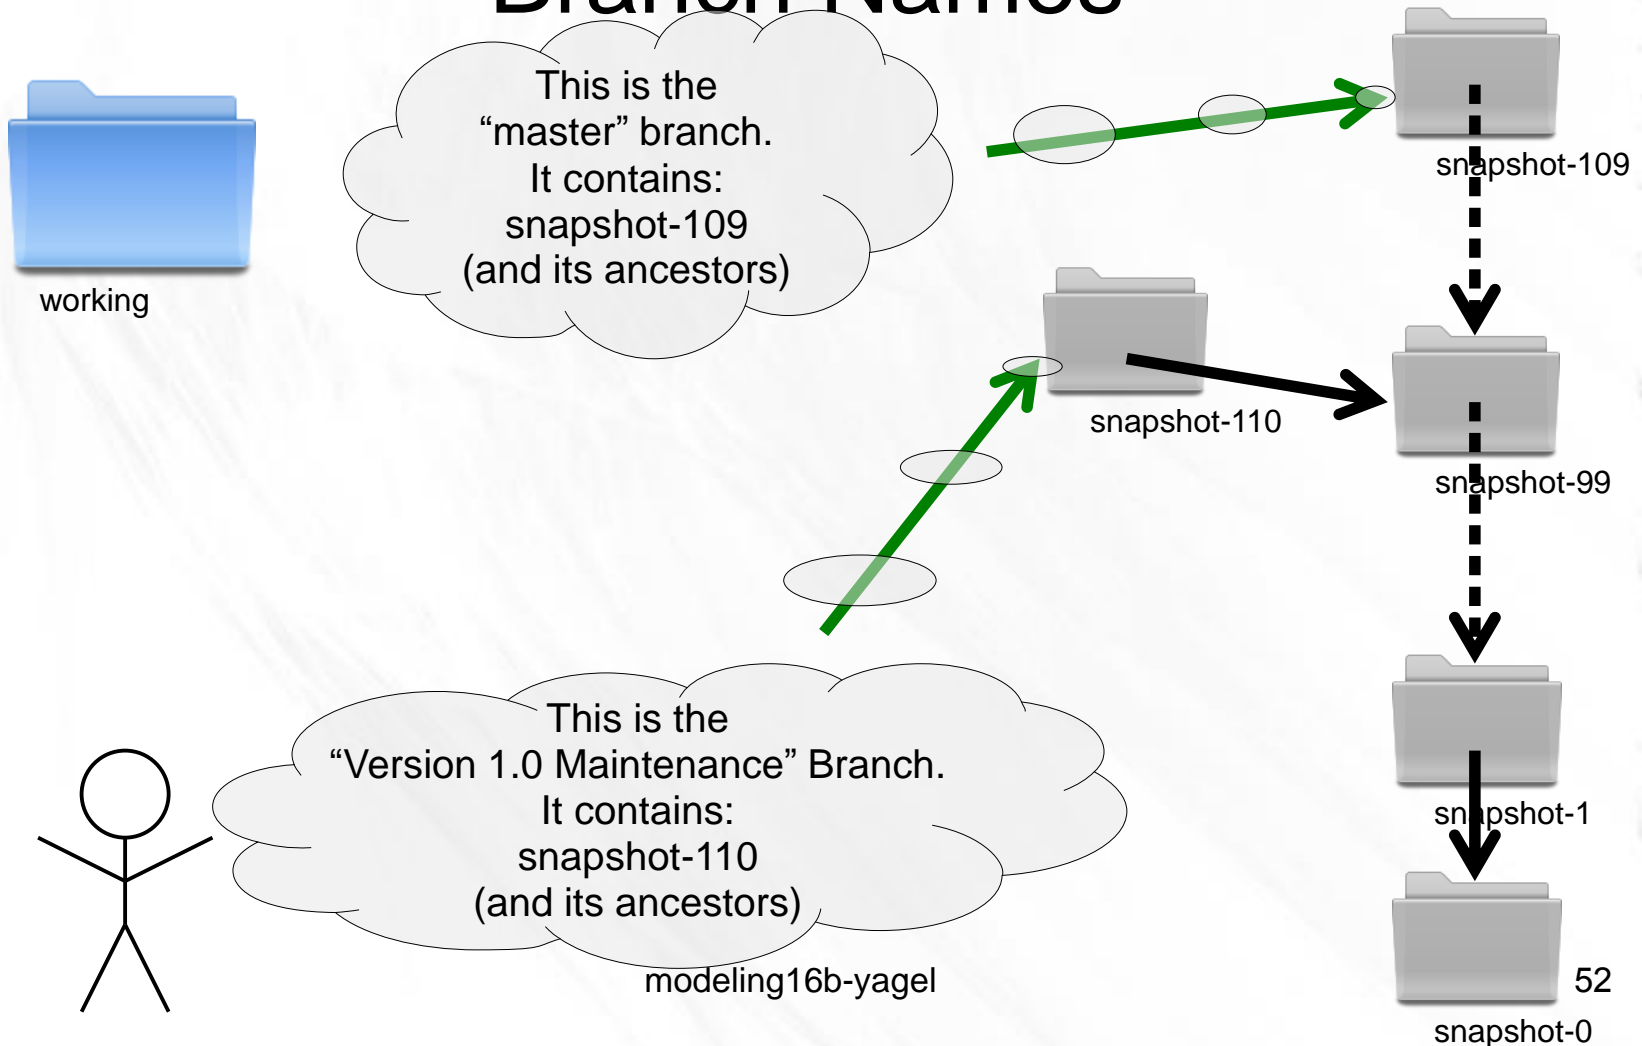 Branch Names
This is the
“master” branch.
It contains:
snapshot-109
(and its ancestors)
working
snapshot-109
snapshot-110
snapshot-99
This is the
“Version 1.0 Maintenance” Branch.
It contains:
snapshot-110
(and its ancestors)
snapshot-1
modeling16b-yagel
52
snapshot-0